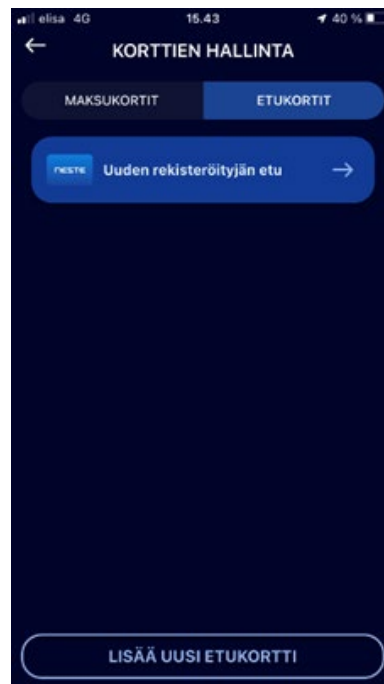 elisa 4G 15.43 40 %
KORTTIEN HALLINTA
MAKSUKORTIT ETUKORTIT
NESTE Uuden rekisteröityjän etu
LISÄÄ UUSI ETUKORTTI